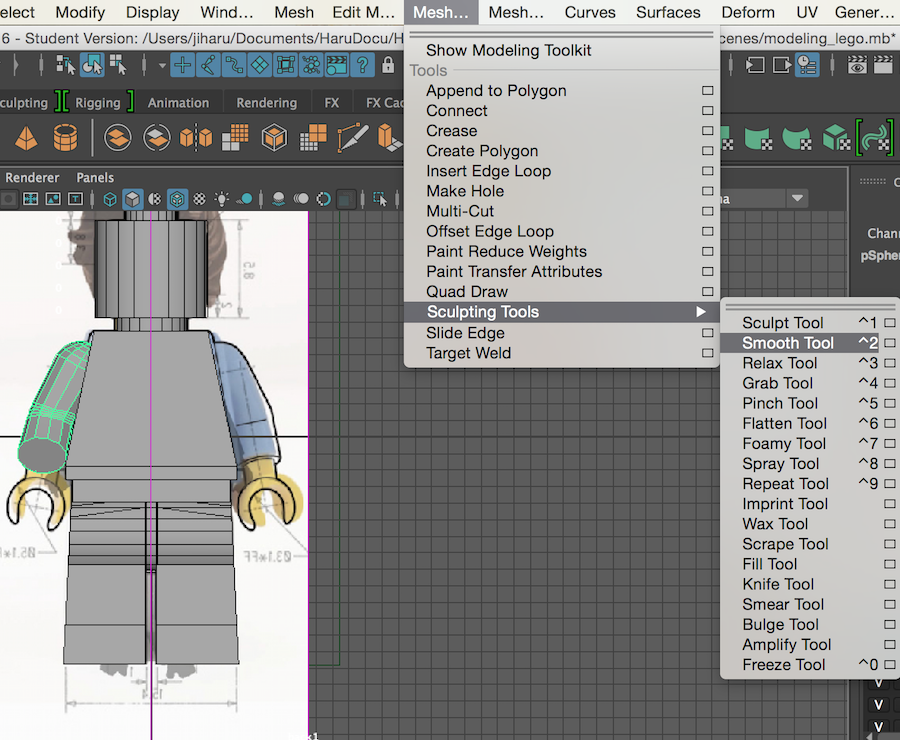 elect Modify Display Wind... Mesh Edit M... Mesh... Mesh... Curves Surfaces Deform UV Gener...
6 - Student Version: /Users/jiharu/Documents/HaruDocu/H
cenes/modeling_lego.mb*
culpting Rigging Animation Rendering FX FX Cac
Renderer Panels
Show Modeling Toolkit
Tools
Append to Polygon
Connect
Crease
Create Polygon
Insert Edge Loop
Make Hole
Multi-Cut
Offset Edge Loop
Paint Reduce Weights
Paint Transfer Attributes
Quad Draw
Sculpting Tools
Slide Edge
Target Weld
Sculpt Tool ^1
Smooth Tool ^2
Relax Tool ^3
Grab Tool ^4
Pinch Tool ^5
Flatten Tool ^6
Foamy Tool ^7
Spray Tool ^8
Repeat Tool ^9
Imprint Tool
Wax Tool
Scrape Tool
Fill Tool
Knife Tool
Smear Tool
Bulge Tool
Amplify Tool
Freeze Tool ^0
na
Chann
pSpher
V
V
V